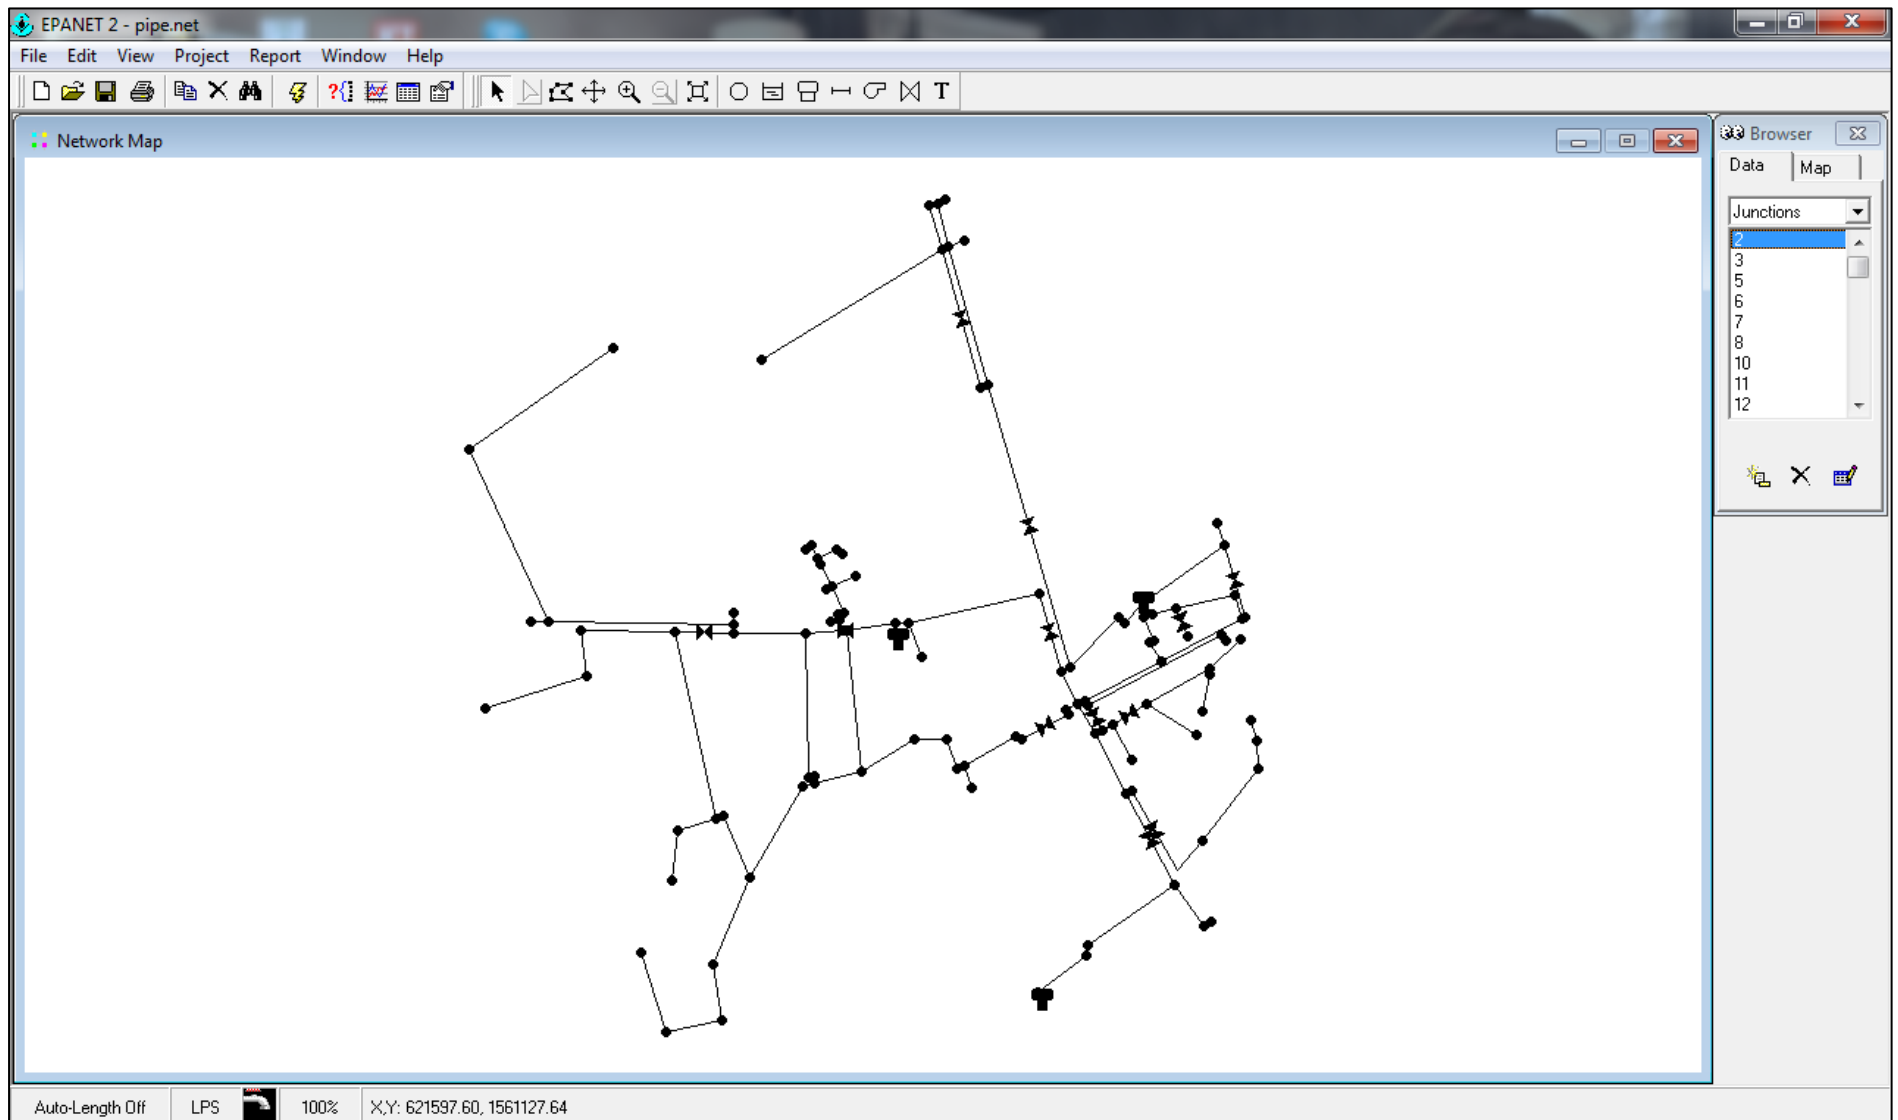 EPANET 2 - pipe.net
File Edit View Project Report Window Help
T
Network Map
Browser
Data Map
Junctions
2
3
5
6
7
8
10
11
12
Auto-Length Off LPS 100% X,Y: 621597.60, 1561127.64